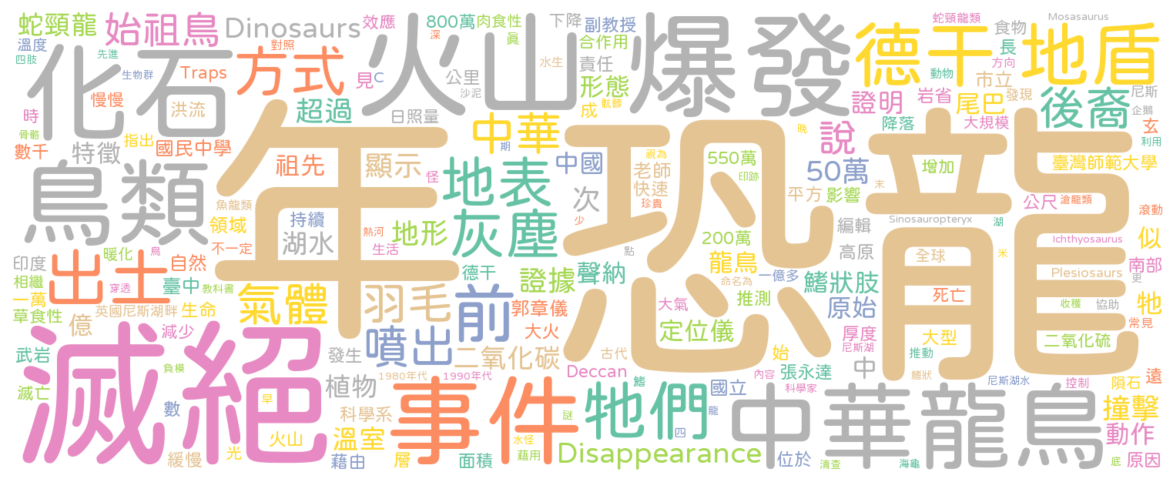 蛇頸龍
始祖鳥
Dinosaurs
效應
800萬
肉食性
下降
副教授
蛇頸龍類
食物
Mosasaurus
溫度
四肢
先進
對照
深
眞
合作用
責任
長
方向
化石
生物群
Traps
方式
見
C
公里
水生
沙泥
火山
爆發
形態
德干
地盾
動物
市立
尼斯
發現
企鵝
慢慢
洪流
超過
日照量
成
軟體
證明
岩省
尾巴
後裔
時
骨骼
指出
中華
期
說
降落
大規模
玄
利用
數千
特徵
國民中學
祖先
顯示
怪
中國
視為
老師
550萬
印跡
50萬
晚
增加
末
臺灣師範大學
鳥類
年
地表
快速
珍貴
平方
影響
公尺
滄龍類
滾動
恐龍
魚龍類
持續
領域
次
少
200萬
編輯
Sinosauropteryx
湖
灰塵
湖水
熱河
生活
地形
點
高原
似
Ichthyosaurus
印度
暖化
鳥
不一定
德干
證據
聲納
龍鳥
一億多
全球
米
南部
相繼
出土
自然
鰭狀肢
命名為
Plesiosaurs
更
一萬
臺中
穿透
教科書
氣體
羽毛
前
大氣
推測
原始
死亡
收穫
協助
牠
草食性
英國尼斯湖畔
生命
郭章儀
定位儀
億
大火
厚度
大型
二氧化硫
常見
武岩
減少
噴出
二氧化碳
古代
始
尼斯湖
推動
滅亡
負模
發生
1980年代
1990年代
Deccan
內容
張永達
中
鰭狀
尼斯湖水
控制
隕石
遠
滅絕
數
早
植物
鰭
科學家
國立
事件
牠們
中華龍鳥
撞擊
科學系
謎
龍
火山
溫室
水怪
四
動作
緩慢
光
藉由
層
面積
藉用
Disappearance
清查
位於
海龜
底
原因